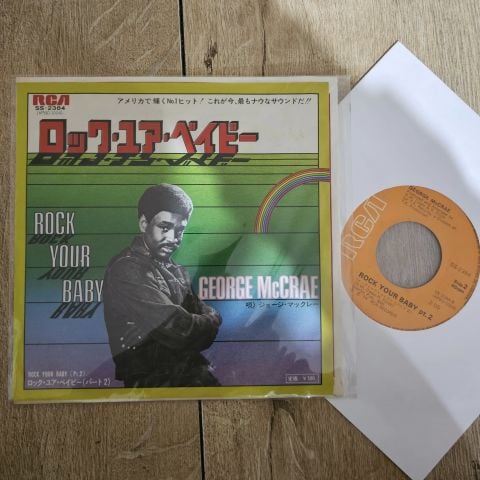 RCA
SS-2384
アメリカで輝くNo.1ヒット! これが今、最もナウなサウンドだ!!
ロック・ユア・ベイビー
ROCK
YOUR
BABY
GEORGE McCRAE
唄) ジョージ・マックレー
ROCK YOUR BABY (Pt 2)
ロック・ユア・ベイビー(パート2)
定価 ¥500
RCA
GEORGE McCRAE
ROCK YOUR BABY pt. 2